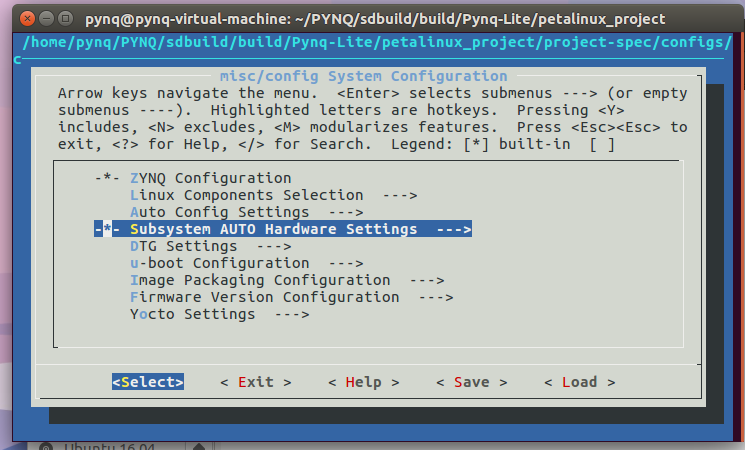 pynq@pynq-virtual-machine: ~/PYNQ/sdbuild/build/Pynq-Lite/petalinux_project
/home/pynq/PYNQ/sdbuild/build/Pynq-Lite/petalinux_project/project-spec/configs/
c
misc/config System Configuration
Arrow keys navigate the menu.  <Enter> selects submenus ---> (or empty
submenus ----).  Highlighted letters are hotkeys.  Pressing <Y>
includes, <N> excludes, <M> modularizes features.  Press <Esc><Esc> to
exit, <?> for Help, </> for Search.  Legend: [*] built-in  [ ]
-*- ZYNQ Configuration
Linux Components Selection  --->
Auto Config Settings  --->
-*- Subsystem AUTO Hardware Settings  --->
DTG Settings  --->
u-boot Configuration  --->
Image Packaging Configuration  --->
Firmware Version Configuration  --->
Yocto Settings  --->
<Select>    < Exit >    < Help >    < Save >    < Load >
Ubuntu 16.04